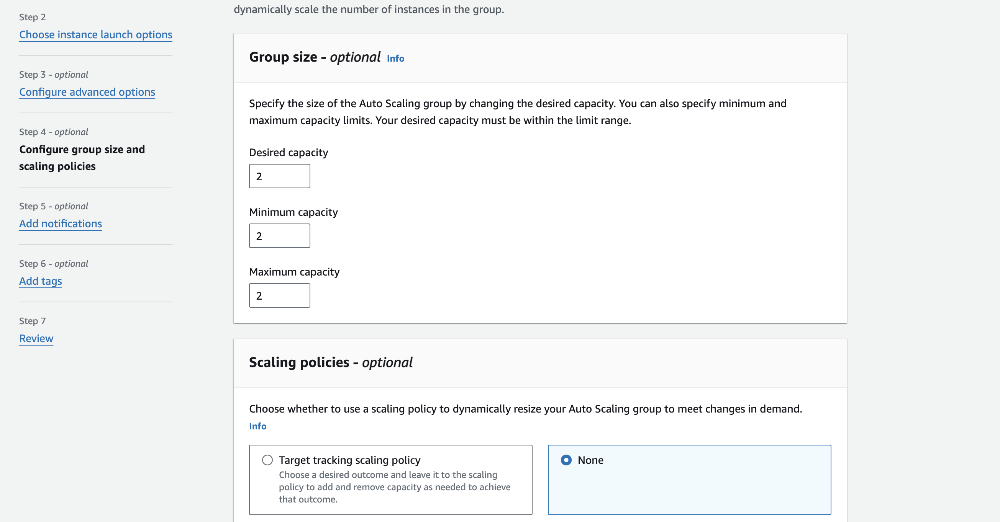 Step 2
Choose instance launch options
Step 3 - optional
Configure advanced options
Step 4 - optional
Configure group size and
scaling policies
Step 5 - optional
Add notifications
Step 6 - optional
Add tags
Step 7
Review
dynamically scale the number of instances in the group.
Group size - optional Info
Specify the size of the Auto Scaling group by changing the desired capacity. You can also specify minimum and
maximum capacity limits. Your desired capacity must be within the limit range.
Desired capacity
2
Minimum capacity
2
Maximum capacity
2
Scaling policies - optional
Choose whether to use a scaling policy to dynamically resize your Auto Scaling group to meet changes in demand.
Info
Target tracking scaling policy
Choose a desired outcome and leave it to the scaling
policy to add and remove capacity as needed to achieve
that outcome.
None